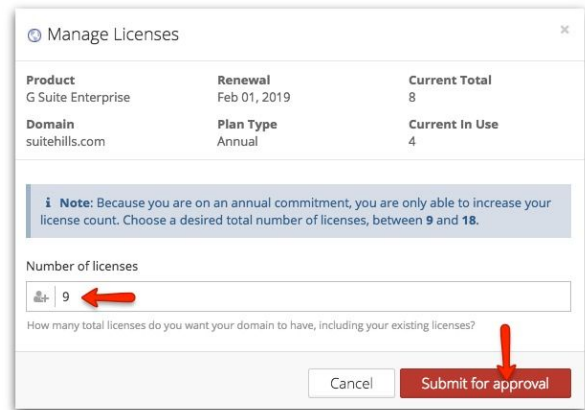 Manage Licenses
×
Product Renewal Current Total
G Suite Enterprise Feb 01, 2019 8
Domain Plan Type Current In Use
suitehills.com Annual 4
i Note: Because you are on an annual commitment, you are only able to increase your
license count. Choose a desired total number of licenses, between 9 and 18.
Number of licenses
9
How many total licenses do you want your domain to have, including your existing licenses?
Cancel Submit for approval